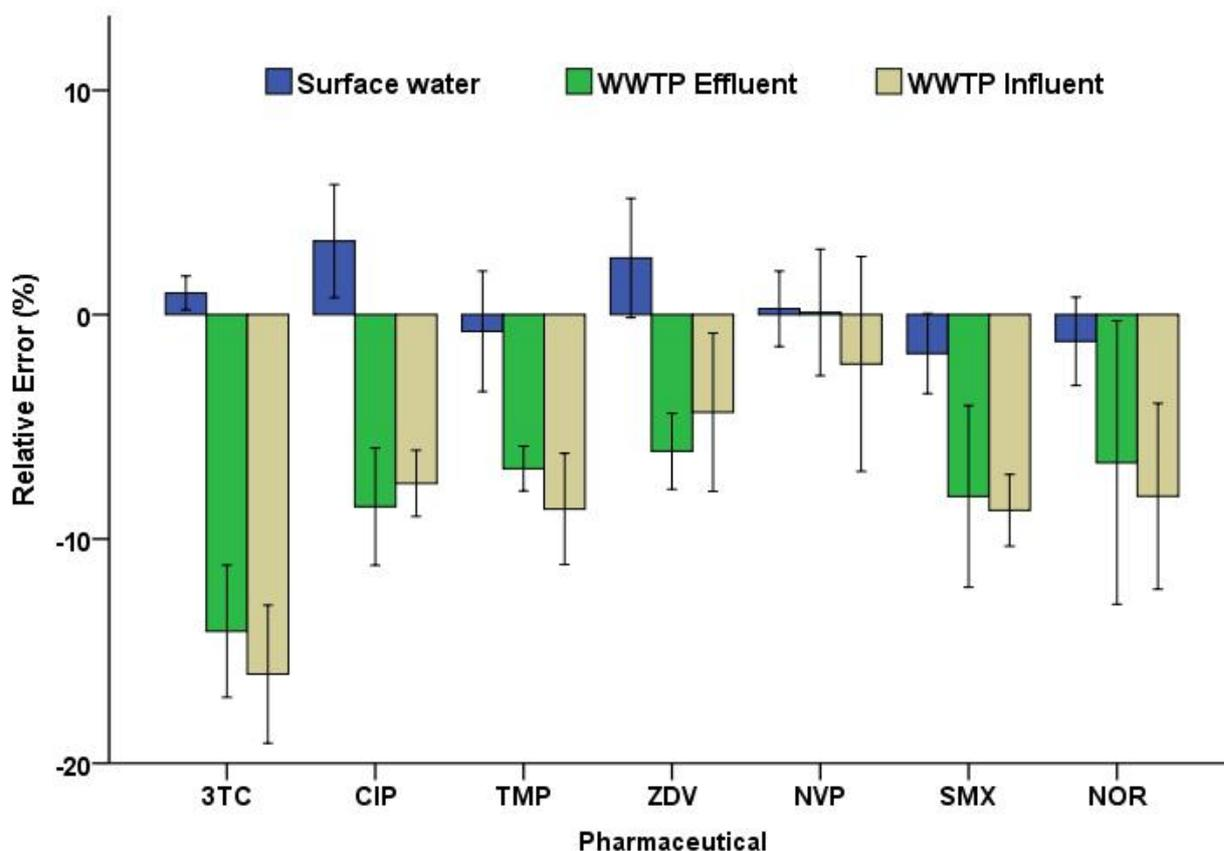 Surface water WWTP Effluent WWTP Influent
10
0
-10
-20
Relative Error (%)
3TC CIP TMP ZDV NVP SMX NOR
Pharmaceutical